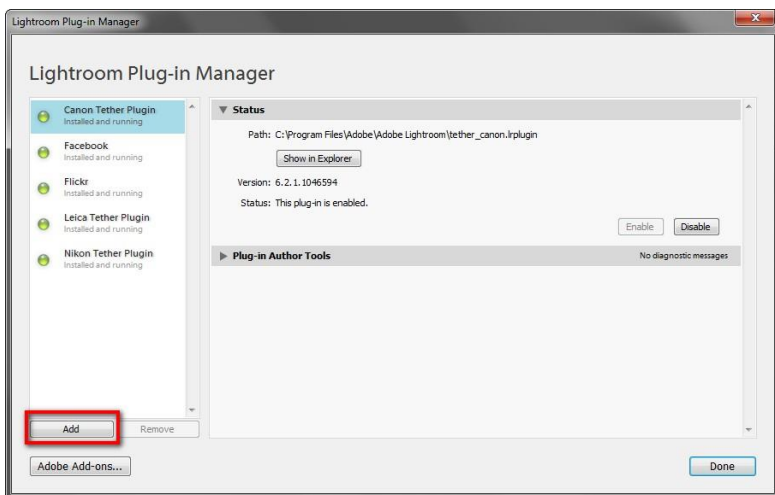 Lightroom Plug-in Manager
Lightroom Plug-in Manager
Canon Tether Plugin
Installed and running
Facebook
Installed and running
Flickr
Installed and running
Leica Tether Plugin
Installed and running
Nikon Tether Plugin
Installed and running
Add
Remove
Adobe Add-ons...
Status
Path: C:\Program Files\Adobe\Adobe Lightroom\tether_canon.lrplugin
Show in Explorer
Version: 6.2.1.1046594
Status: This plug-in is enabled.
Enable
Disable
Plug-in Author Tools
No diagnostic messages
Done